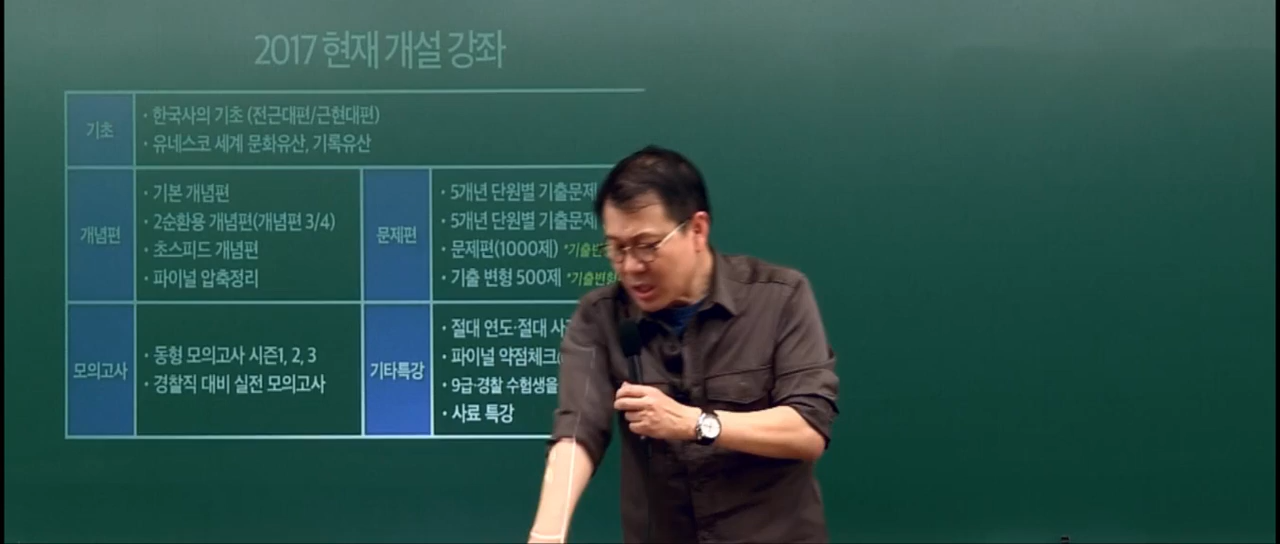 2017 현재 개설 강좌
기초
· 한국사의 기초 (전근대편/근현대편)
· 유네스코 세계 문화유산, 기록유산
개념편
· 기본 개념편
· 2순환용 개념편(개념편 3/4)
· 초스피드 개념편
· 파이널 압축정리
문제편
· 5개년 단원별 기출문제
· 5개년 단원별 기출문제
· 문제편(1000제)
· 기출 변형 500제 *기출변형
모의고사
· 동형 모의고사 시즌1, 2, 3
· 경찰직 대비 실전 모의고사
기타특강
· 절대 연도·절대
· 파이널 약점체크
· 9급·경찰 수험생을
· 사료 특강